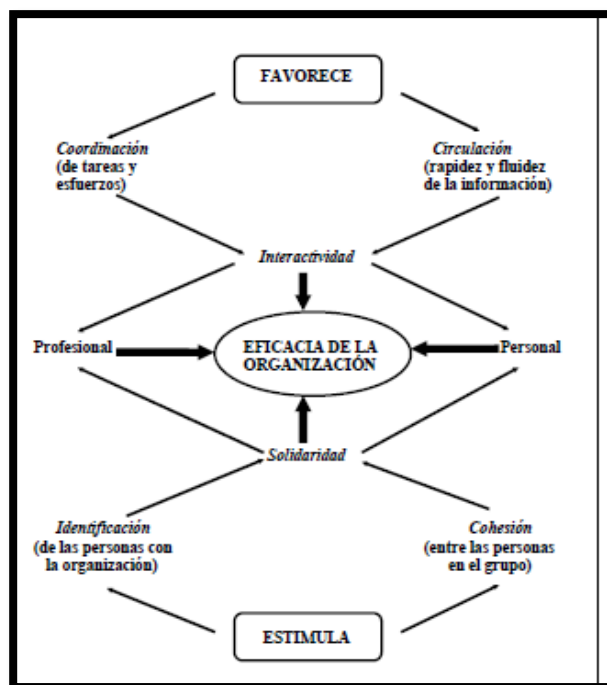 FAVORECE
Coordimación
(de tareas y
esfuerzos)
Circulación
(rapidez y fluidez
de la información)
Interactividad
Profesional
EFICACIA DE LA
ORGANIZACIÓN
Personal
Solidaridad
Identificación
(de las personas con
la organización)
Cohesión
(entre las personas
en el grupo)
ESTIMULA